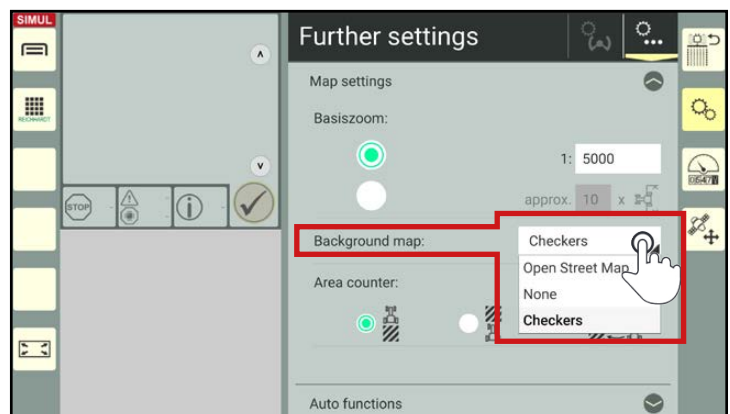 SIMUL
Further settings
Map settings
Basiszoom:
1: 5000
approx. 10 x
REICHHARDT
STOP
Background map: Checkers
Open Street Map
None
Checkers
Area counter:
Auto functions